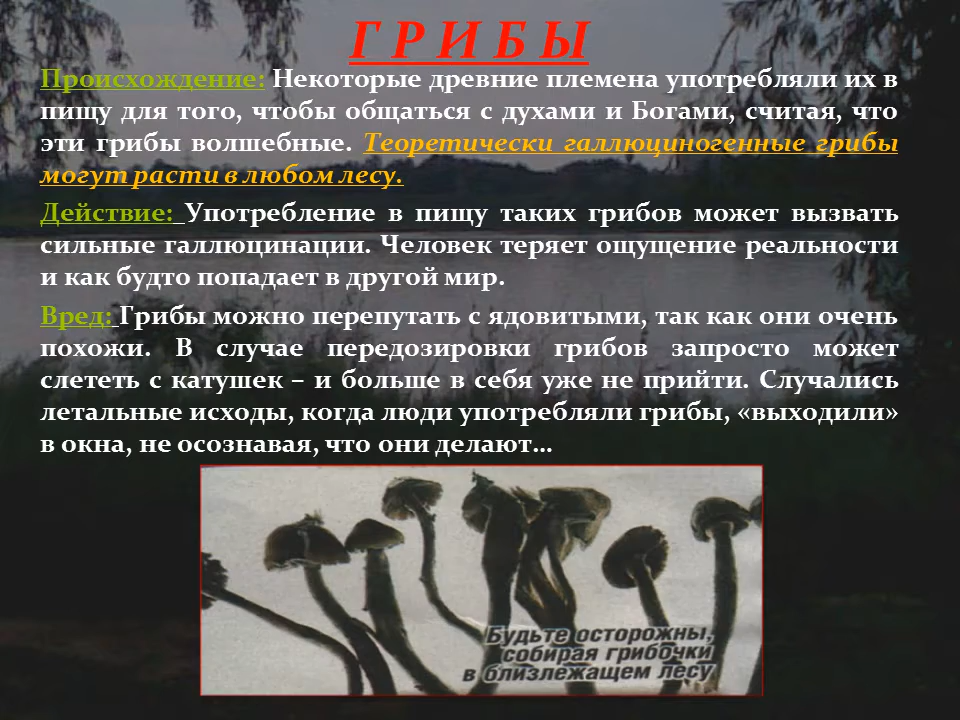 Г Р И Б Ы
Происхождение: Некоторые древние племена употребляли их в
пищу для того, чтобы общаться с духами и Богами, считая, что
эти грибы волшебные. Теоретически галлюциногенные грибы
могут расти в любом лесу.
Действие: Употребление в пищу таких грибов может вызвать
сильные галлюцинации. Человек теряет ощущение реальности
и как будто попадает в другой мир.
Вред: Грибы можно перепутать с ядовитыми, так как они очень
похожи. В случае передозировки грибов запросто может
слететь с катушек – и больше в себя уже не прийти. Случались
летальные исходы, когда люди употребляли грибы, «выходили»
в окна, не осознавая, что они делают...
Будьте осторожны,
собирая грибочки
в близлежащем лесу